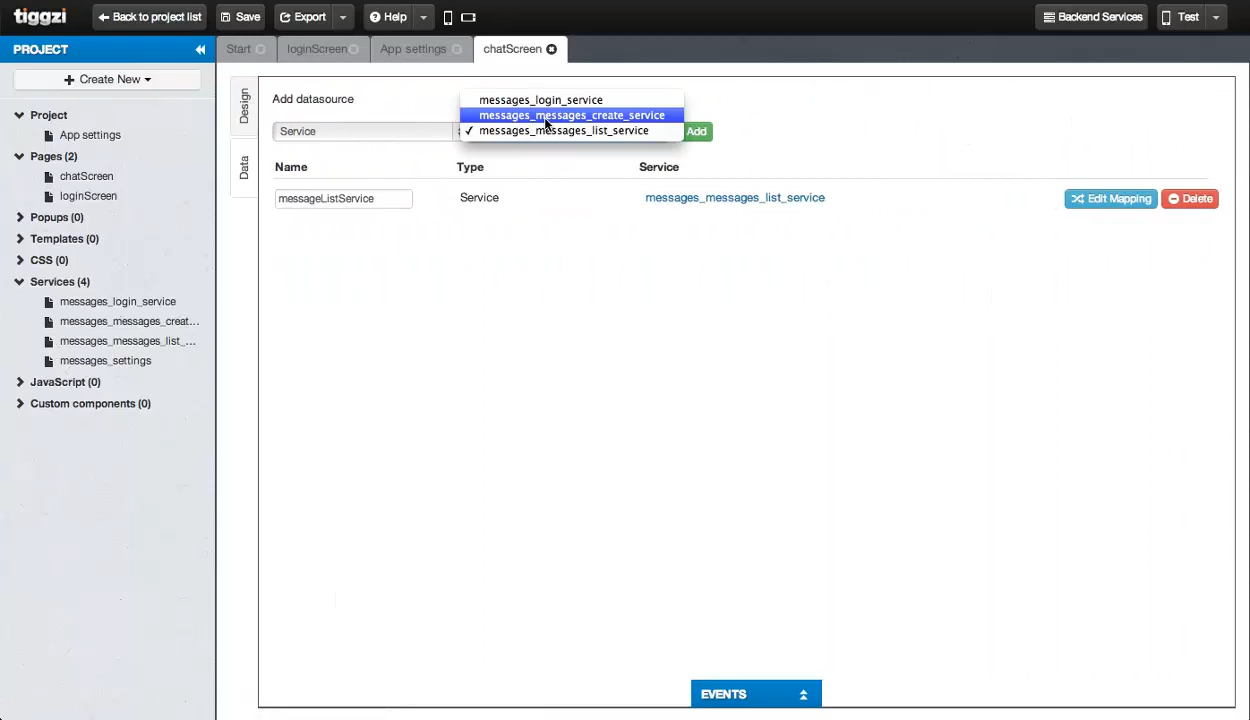 tiggzi
Back to project list
Save
Export
Help
Backend Services
Test
PROJECT
Start
loginScreen
App settings
chatScreen
Create New
Project
App settings
Pages (2)
chatScreen
loginScreen
Popups (0)
Templates (0)
CSS (0)
Services (4)
messages_login_service
messages_messages_creat...
messages_messages_list_...
messages_settings
JavaScript (0)
Custom components (0)
Design
Data
Add datasource
messages_login_service
messages_messages_create_service
messages_messages_list_service
Service
Add
Name Type Service
messageListService Service messages_messages_list_service Edit Mapping Delete
EVENTS